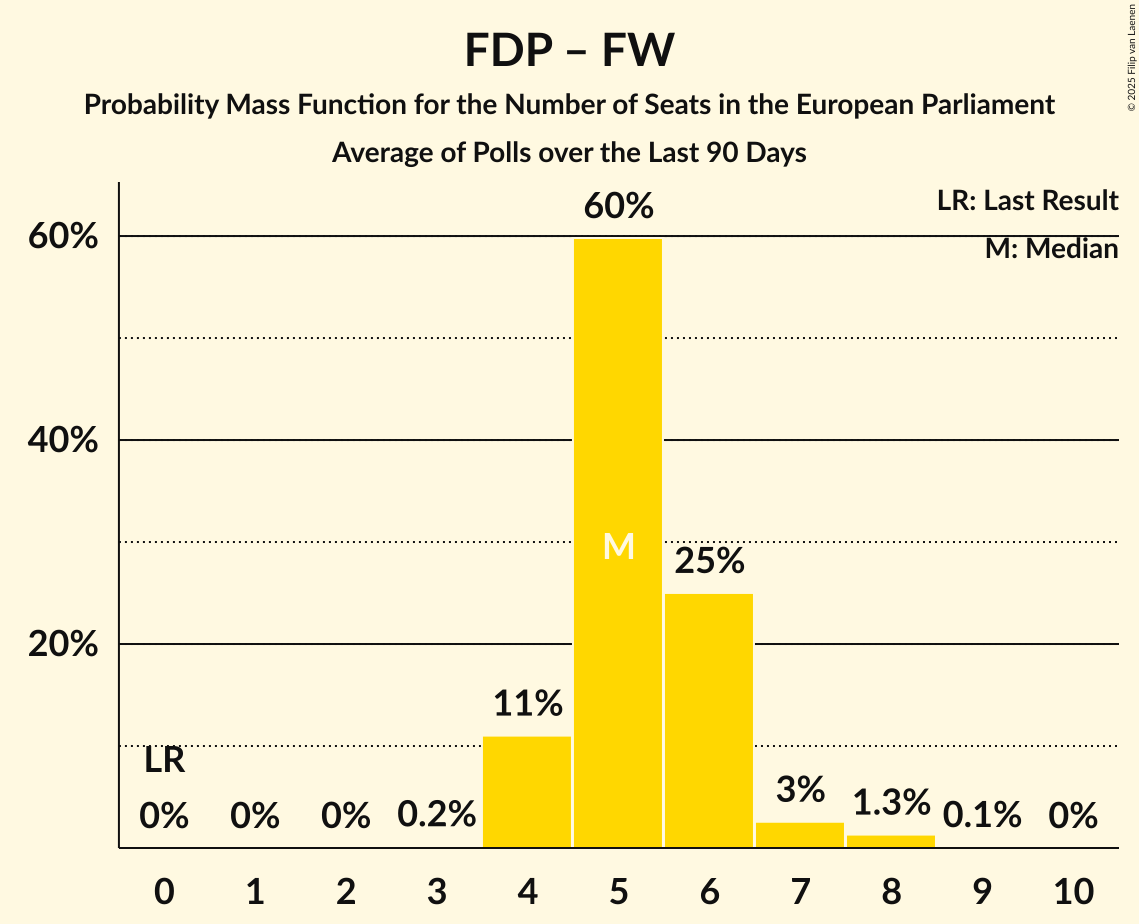 FDP – FW
Probability Mass Function for the Number of Seats in the European Parliament
Average of Polls over the Last 90 Days
© 2025 Filip van Laenen
LR: Last Result
M: Median
60%
40%
20%
LR
0%
0%
0%
0.2%
11%
60%
M
25%
3%
1.3%
0.1%
0%
0 1 2 3 4 5 6 7 8 9 10